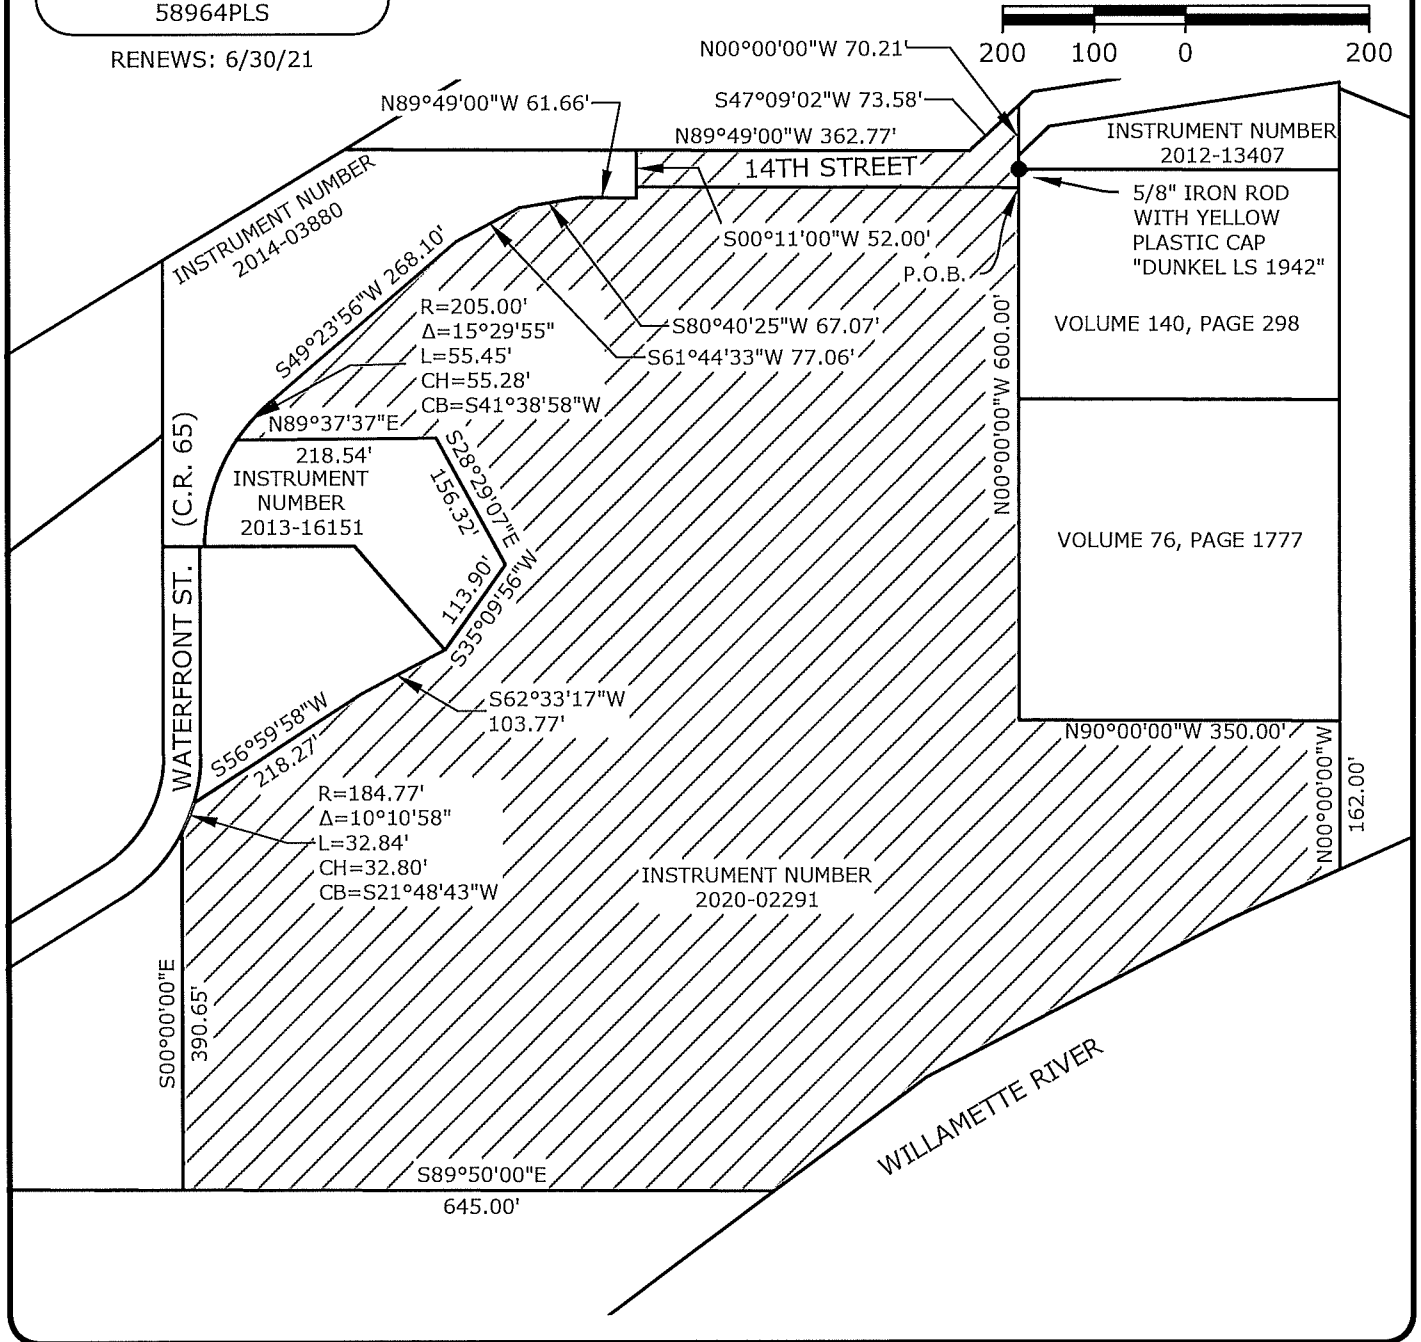 58964PLS
RENEWS: 6/30/21
200 100 0 200
N00°00'00"W 70.21'
N89°49'00"W 61.66'
S47°09'02"W 73.58'
N89°49'00"W 362.77'
INSTRUMENT NUMBER
2012-13407
14TH STREET
INSTRUMENT NUMBER
2014-03880
5/8" IRON ROD
WITH YELLOW
PLASTIC CAP
"DUNKEL LS 1942"
S00°11'00"W 52.00'
P.O.B.
S49°23'56"W 268.10'
R=205.00'
Δ=15°29'55"
L=55.45'
CH=55.28'
CB=S41°38'58"W
S80°40'25"W 67.07'
S61°44'33"W 77.06'
VOLUME 140, PAGE 298
N00°00'00"W 600.00'
N89°37'37"E
218.54'
(C.R. 65)
INSTRUMENT
NUMBER
2013-16151
S28°29'07"E
156.32'
VOLUME 76, PAGE 1777
113.90'
S35°09'56"W
WATERFRONT ST.
S62°33'17"W
103.77'
S56°59'58"W
218.27'
N90°00'00"W 350.00'
N00°00'00"W
162.00'
R=184.77'
Δ=10°10'58"
L=32.84'
CH=32.80'
CB=S21°48'43"W
INSTRUMENT NUMBER
2020-02291
S00°00'00"E
390.65'
WILLAMETTE RIVER
S89°50'00"E
645.00'